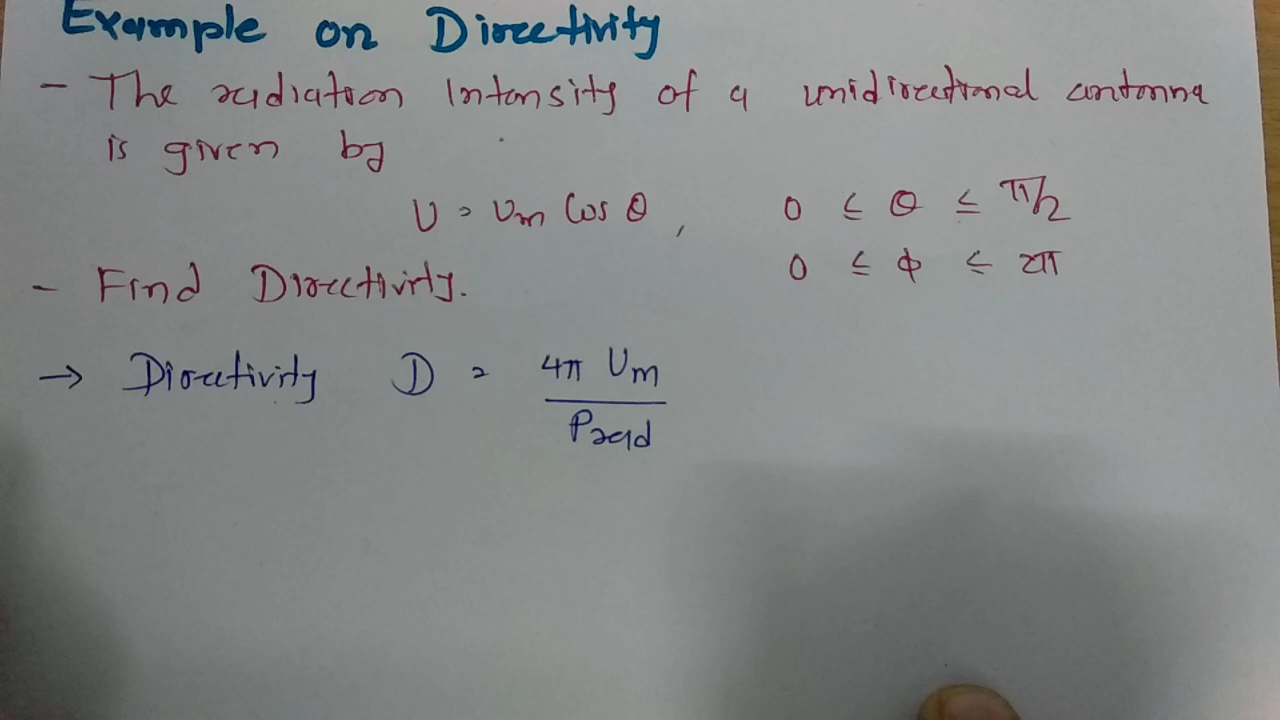 Example on Directivity
- The radiation Intensity of a unidirectional antenna
is given by
U = Um Cos θ, 0 ≤ θ ≤ π/2
0 ≤ ϕ ≤ 2π
- Find Directivity.
→ Directivity D = 4π Um
Prad